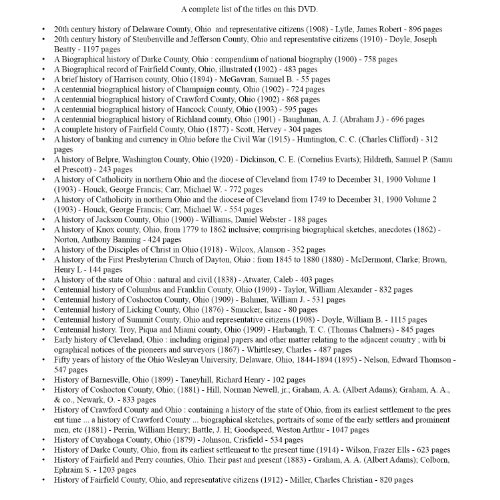 A complete list of the titles on this DVD.
• 20th century history of Delaware County, Ohio and representative citizens (1908) - Lytle, James Robert - 896 pages
• 20th century history of Steubenville and Jefferson County, Ohio and representative citizens (1910) - Doyle, Joseph
Beatty - 1197 pages
• A Biographical history of Darke County, Ohio : compendium of national biography (1900) - 758 pages
• A Biographical record of Fairfield County, Ohio, illustrated (1902) - 483 pages
• A brief history of Harrison county, Ohio (1894) - McGavran, Samuel B. - 55 pages
• A centennial biographical history of Champaign county, Ohio (1902) - 724 pages
• A centennial biographical history of Crawford County, Ohio (1902) - 868 pages
• A centennial biographical history of Hancock County, Ohio (1903) - 595 pages
• A centennial biographical history of Richland county, Ohio (1901) - Baughman, A. J. (Abraham J.) - 696 pages
• A complete history of Fairfield County, Ohio (1877) - Scott, Hervey - 304 pages
• A history of banking and currency in Ohio before the Civil War (1915) - Huntington, C. C. (Charles Clifford) - 312
pages
• A history of Belpre, Washington County, Ohio (1920) - Dickinson, C. E. (Cornelius Evarts); Hildreth, Samuel P. (Samu
el Prescott) - 243 pages
• A history of Catholicity in northern Ohio and the diocese of Cleveland from 1749 to December 31, 1900 Volume 1
(1903) - Houck, George Francis; Carr, Michael W. - 772 pages
• A history of Catholicity in northern Ohio and the diocese of Cleveland from 1749 to December 31, 1900 Volume 2
(1903) - Houck, George Francis; Carr, Michael W. - 554 pages
• A history of Jackson County, Ohio (1900) - Williams, Daniel Webster - 188 pages
• A history of Knox county, Ohio, from 1779 to 1862 inclusive; comprising biographical sketches, anecdotes (1862) -
Norton, Anthony Banning - 424 pages
• A history of the Disciples of Christ in Ohio (1918) - Wilcox, Alanson - 352 pages
• A history of the First Presbyterian Church of Dayton, Ohio : from 1845 to 1880 (1880) - McDermont, Clarke; Brown,
Henry L - 144 pages
• A history of the state of Ohio : natural and civil (1838) - Atwater, Caleb - 403 pages
• Centennial history of Columbus and Franklin County, Ohio (1909) - Taylor, William Alexander - 832 pages
• Centennial history of Coshocton County, Ohio (1909) - Bahmer, William J. - 531 pages
• Centennial history of Licking County, Ohio (1876) - Smucker, Isaac - 80 pages
• Centennial history of Summit County, Ohio and representative citizens (1908) - Doyle, William B. - 1115 pages
• Centennial history. Troy, Piqua and Miami county, Ohio (1909) - Harbaugh, T. C. (Thomas Chalmers) - 845 pages
• Early history of Cleveland, Ohio : including original papers and other matter relating to the adjacent country ; with bi
ographical notices of the pioneers and surveyors (1867) - Whittlesey, Charles - 487 pages
• Fifty years of history of the Ohio Wesleyan University, Delaware, Ohio, 1844-1894 (1895) - Nelson, Edward Thomson -
547 pages
• History of Barnesville, Ohio (1899) - Taneyhill, Richard Henry - 102 pages
• History of Coshocton County, Ohio, (1881) - Hill, Norman Newell, jr.; Graham, A. A. (Albert Adams); Graham, A. A.,
& co., Newark, O. - 833 pages
• History of Crawford County and Ohio : containing a history of the state of Ohio, from its earliest settlement to the pres
ent time ... a history of Crawford County ... biographical sketches, portraits of some of the early settlers and prominent
men, etc (1881) - Perrin, William Henry; Battle, J. H; Goodspeed, Weston Arthur - 1047 pages
• History of Cuyahoga County, Ohio (1879) - Johnson, Crisfield - 534 pages
• History of Darke County, Ohio, from its earliest settlement to the present time (1914) - Wilson, Frazer Ells - 623 pages
• History of Fairfield and Perry counties, Ohio. Their past and present (1883) - Graham, A. A. (Albert Adams); Colborn,
Ephraim S. - 1203 pages
• History of Fairfield County, Ohio, and representative citizens (1912) - Miller, Charles Christian - 820 pages